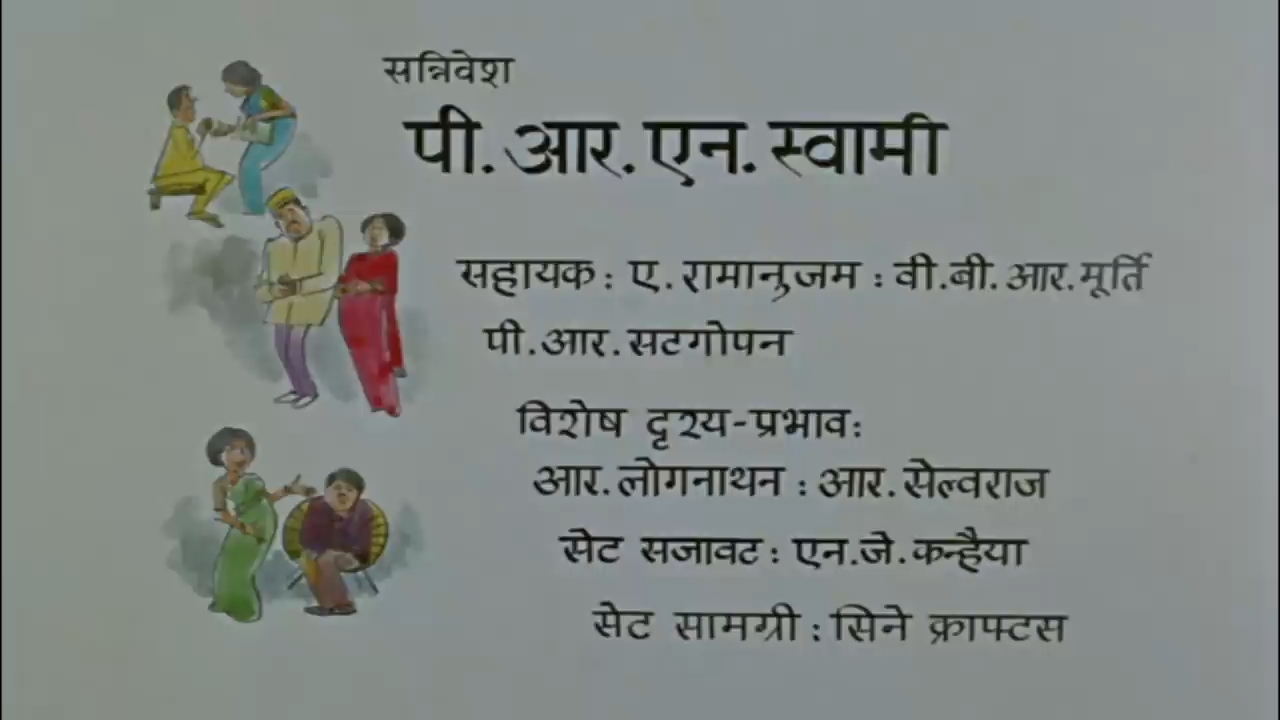 सन्निवेश
पी. आर. एन. स्वामी
सहायक : ए. रामानुजम : वी.बी. आर. मूर्ति
पी. आर. सटगोपन
विशेष दृश्य-प्रभाव:
आर. लोगनाथन : आर. सेल्वराज
सेट सजावट : एन.जे. कन्हैया
सेट सामग्री : सिने क्राफ्टस